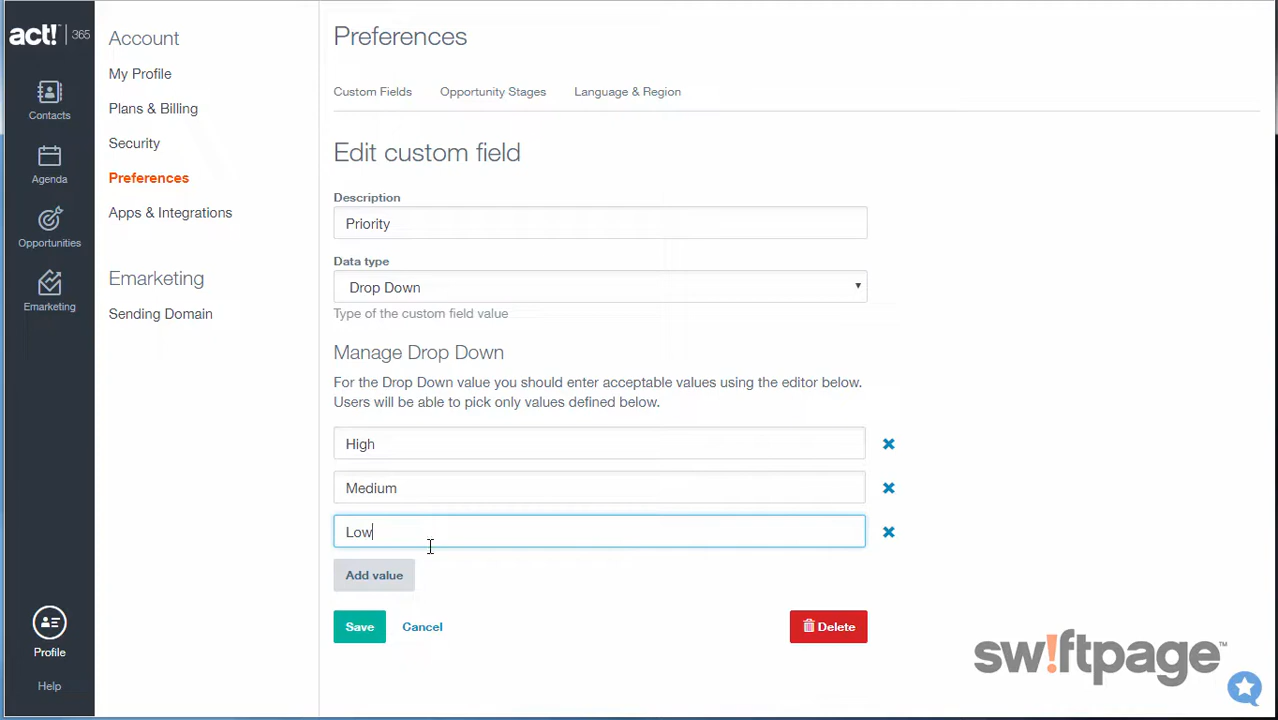 act! 365
Contacts
Agenda
Opportunities
Emarketing
Profile
Help
Account
My Profile
Plans & Billing
Security
Preferences
Apps & Integrations
Emarketing
Sending Domain
Preferences
Custom Fields Opportunity Stages Language & Region
Edit custom field
Description
Priority
Data type
Drop Down
Type of the custom field value
Manage Drop Down
For the Drop Down value you should enter acceptable values using the editor below.
Users will be able to pick only values defined below.
High
Medium
Low
Add value
Save Cancel Delete
sw!ftpage™